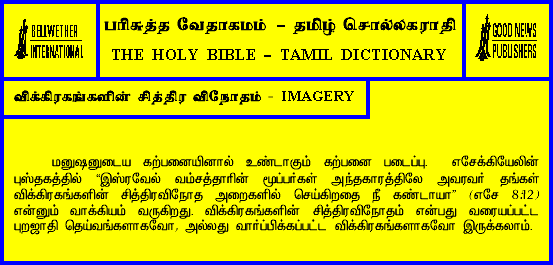 BELLWETHER
INTERNATIONAL
பரிசுத்த வேதாகமம் – தமிழ் சொல்லகராதி
THE HOLY BIBLE – TAMIL DICTIONARY
GOOD NEWS
PUBLISHERS
விக்கிரகங்களின் சித்திர விநோதம் - IMAGERY
மனுஷனுடைய கற்பனையினால் உண்டாகும் கற்பனை படைப்பு. எசேக்கியேலின்
புஸ்தகத்தில் “இஸ்ரவேல் வம்சத்தாரின் மூப்பர்கள் அந்தகாரத்திலே அவரவர் தங்கள்
விக்கிரகங்களின் சித்திரவிநோத அறைகளில் செய்கிறதை நீ கண்டாயா” (எசே 8:12)
என்னும் வாக்கியம் வருகிறது. விக்கிரகங்களின் சித்திரவிநோதம் என்பது வரையப்பட்ட
புறஜாதி தெய்வங்களாகவோ, அல்லது வார்ப்பிக்கப்பட்ட விக்கிரகங்களாகவோ இருக்கலாம்.